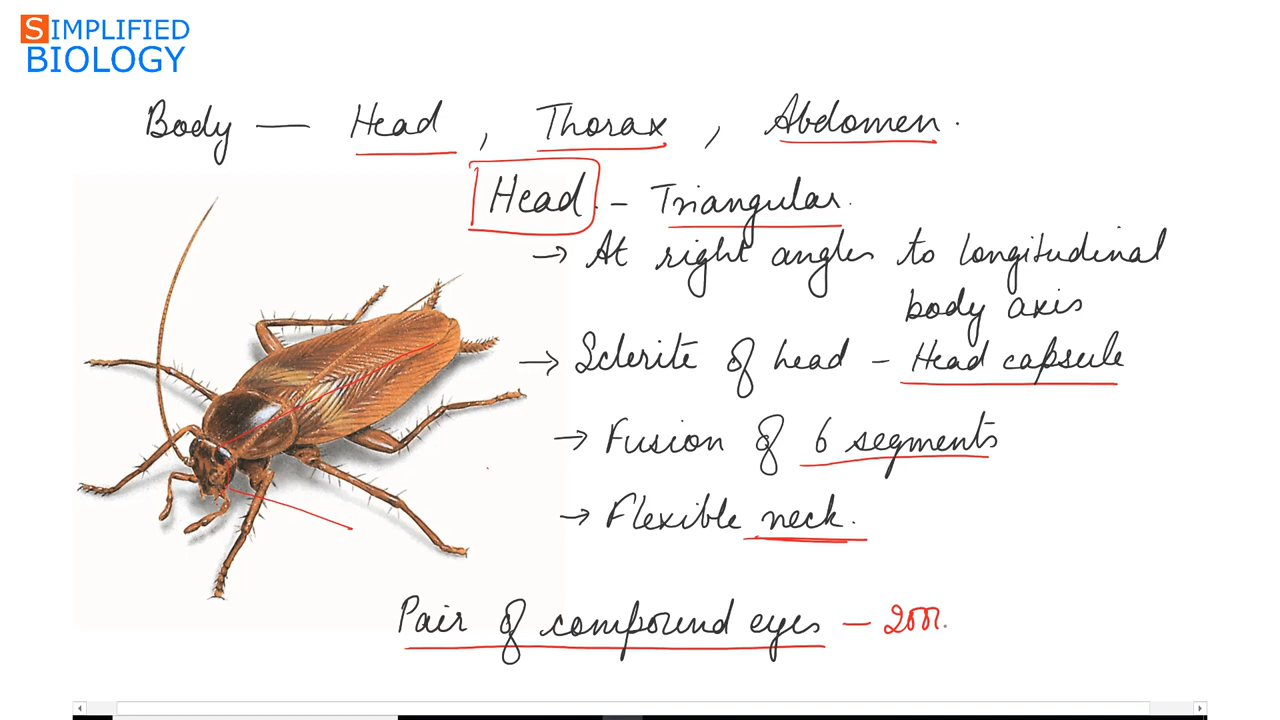 SIMPLIFIED
BIOLOGY
Body — Head , Thorax , Abdomen .
Head . - Triangular .
→ At right angles to longitudinal
body axis
→ Sclerite of head - Head capsule
→ Fusion of 6 segments
→ Flexible neck .
Pair of compound eyes —